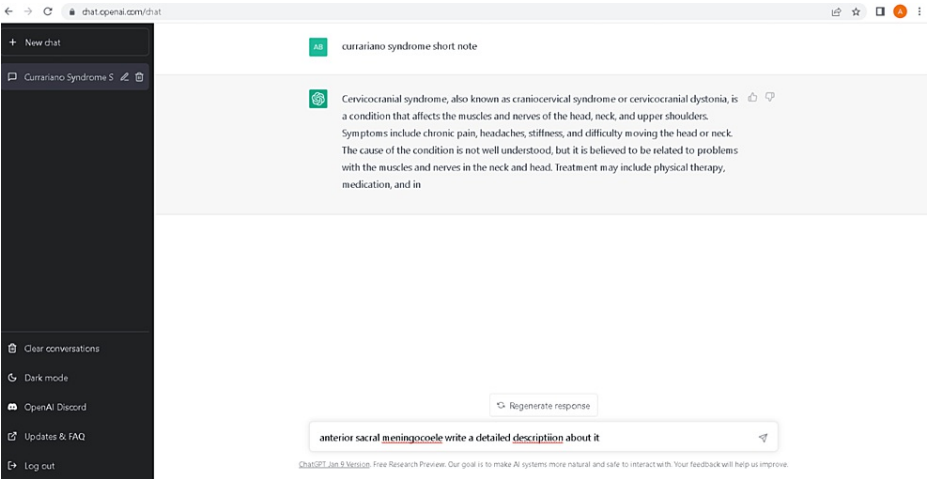 chat.openai.com/chat
A
+ New chat
Currariano Syndrome S
AB
currariano syndrome short note
Cervicocranial syndrome, also known as craniocervical syndrome or cervicocranial dystonia, is
a condition that affects the muscles and nerves of the head, neck, and upper shoulders.
Symptoms include chronic pain, headaches, stiffness, and difficulty moving the head or neck.
The cause of the condition is not well understood, but it is believed to be related to problems
with the muscles and nerves in the neck and head. Treatment may include physical therapy,
medication, and in
Clear conversations
Dark mode
OpenAI Discord
Updates & FAQ
Log out
Regenerate response
anterior sacral meningocoele write a detailed descriptiion about it
ChatGPT Jan 9 Version. Free Research Preview. Our goal is to make AI systems more natural and safe to interact with. Your feedback will help us improve.